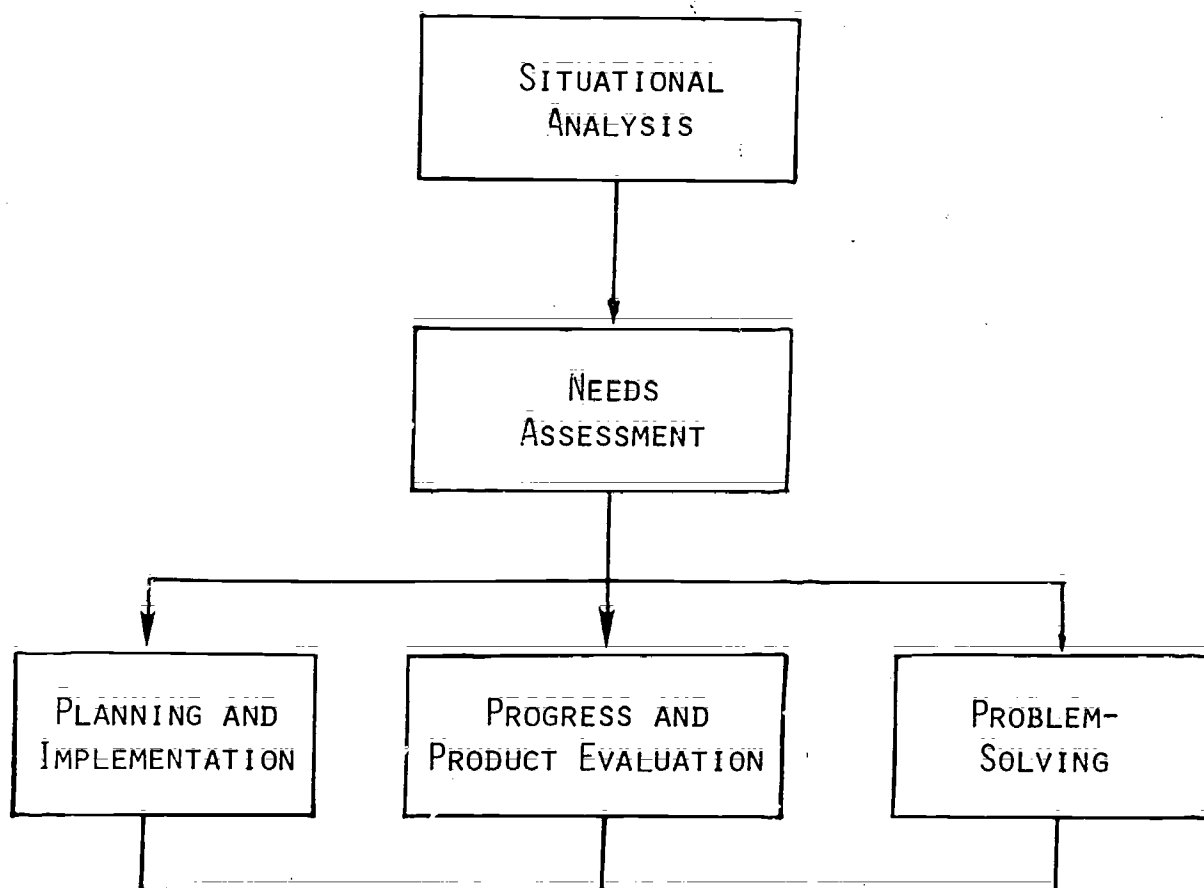 SITUATIONAL
ANALYSIS
NEEDS
ASSESSMENT
PLANNING AND
IMPLEMENTATION
PROGRESS AND
PRODUCT EVALUATION
PROBLEM-
SOLVING